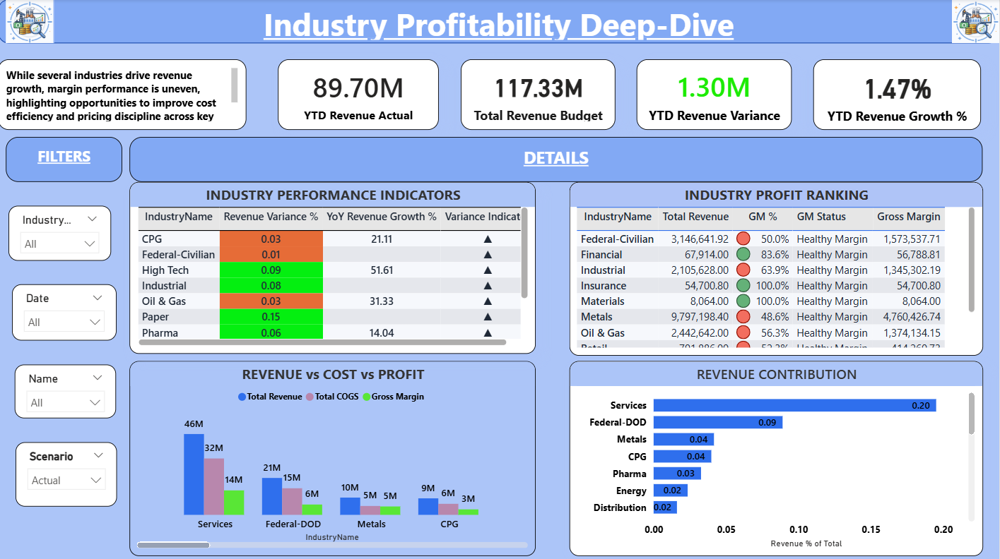 Industry Profitability Deep-Dive
While several industries drive revenue
growth, margin performance is uneven,
highlighting opportunities to improve cost
efficiency and pricing discipline across key
89.70M
YTD Revenue Actual
117.33M
Total Revenue Budget
1.30M
YTD Revenue Variance
1.47%
YTD Revenue Growth %
FILTERS
DETAILS
Industry...
All
Date
All
Name
All
Scenario
Actual
INDUSTRY PERFORMANCE INDICATORS
IndustryName Revenue Variance % YoY Revenue Growth % Variance Indicat
CPG 0.03 21.11 ▲
Federal-Civilian 0.01 ▲
High Tech 0.09 51.61 ▲
Industrial 0.08 ▲
Oil & Gas 0.03 31.33 ▲
Paper 0.15 ▲
Pharma 0.06 14.04 ▲
INDUSTRY PROFIT RANKING
IndustryName Total Revenue GM % GM Status Gross Margin
Federal-Civilian 3,146,641.92 50.0% Healthy Margin 1,573,537.71
Financial 67,914.00 83.6% Healthy Margin 56,788.81
Industrial 2,105,628.00 63.9% Healthy Margin 1,345,302.19
Insurance 54,700.80 100.0% Healthy Margin 54,700.80
Materials 8,064.00 100.0% Healthy Margin 8,064.00
Metals 9,797,198.40 48.6% Healthy Margin 4,760,426.74
Oil & Gas 2,442,642.00 56.3% Healthy Margin 1,374,134.15
REVENUE vs COST vs PROFIT
Total Revenue Total COGS Gross Margin
46M
32M
14M
21M
15M
6M
10M
5M
5M
9M
6M
3M
Services Federal-DOD Metals CPG
IndustryName
REVENUE CONTRIBUTION
Services 0.20
Federal-DOD 0.09
Metals 0.04
CPG 0.04
Pharma 0.03
Energy 0.02
Distribution 0.02
0.00 0.05 0.10 0.15 0.20
Revenue % of Total